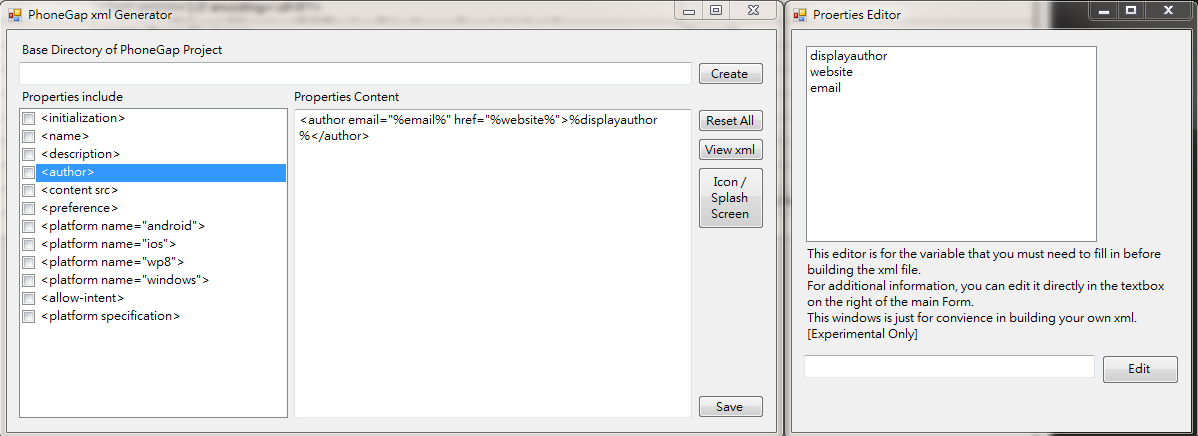 PhoneGap xml Generator
Base Directory of PhoneGap Project
Create
Properties include
<initialization>
<name>
<description>
<author>
<content src>
<preference>
<platform name="android">
<platform name="ios">
<platform name="wp8">
<platform name="windows">
<allow-intent>
<platform specification>
Properties Content
<author email="%email%" href="%website%">%displayauthor
%</author>
Reset All
View xml
Icon /
Splash
Screen
Save
Proerties Editor
displayauthor
website
email
This editor is for the variable that you must need to fill in before
building the xml file.
For additional information, you can edit it directly in the textbox
on the right of the main Form.
This windows is just for convience in building your own xml.
[Experimental Only]
Edit